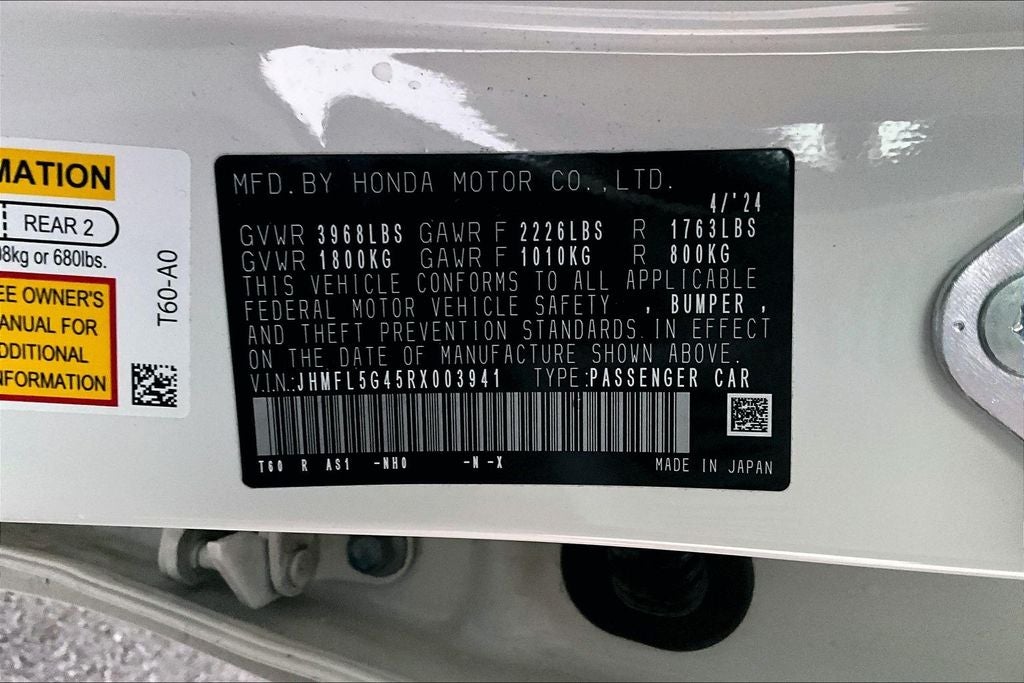 MATION
REAR 2
8kg or 680lbs.
EE OWNER'S
ANUAL FOR
DDITIONAL
NFORMATION
T60-A0
MFD.BY HONDA MOTOR CO.,LTD.
4/'24
GVWR 3968LBS GAWR F 2226LBS R 1763LBS
GVWR 1800KG GAWR F 1010KG R 800KG
THIS VEHICLE CONFORMS TO ALL APPLICABLE
FEDERAL MOTOR VEHICLE SAFETY , BUMPER ,
AND THEFT PREVENTION STANDARDS IN EFFECT
ON THE DATE OF MANUFACTURE SHOWN ABOVE.
V.I.N.:JHMFL5G45RX003941 TYPE:PASSENGER CAR
T60 R AS1 -NH0 -N -X
MADE IN JAPAN